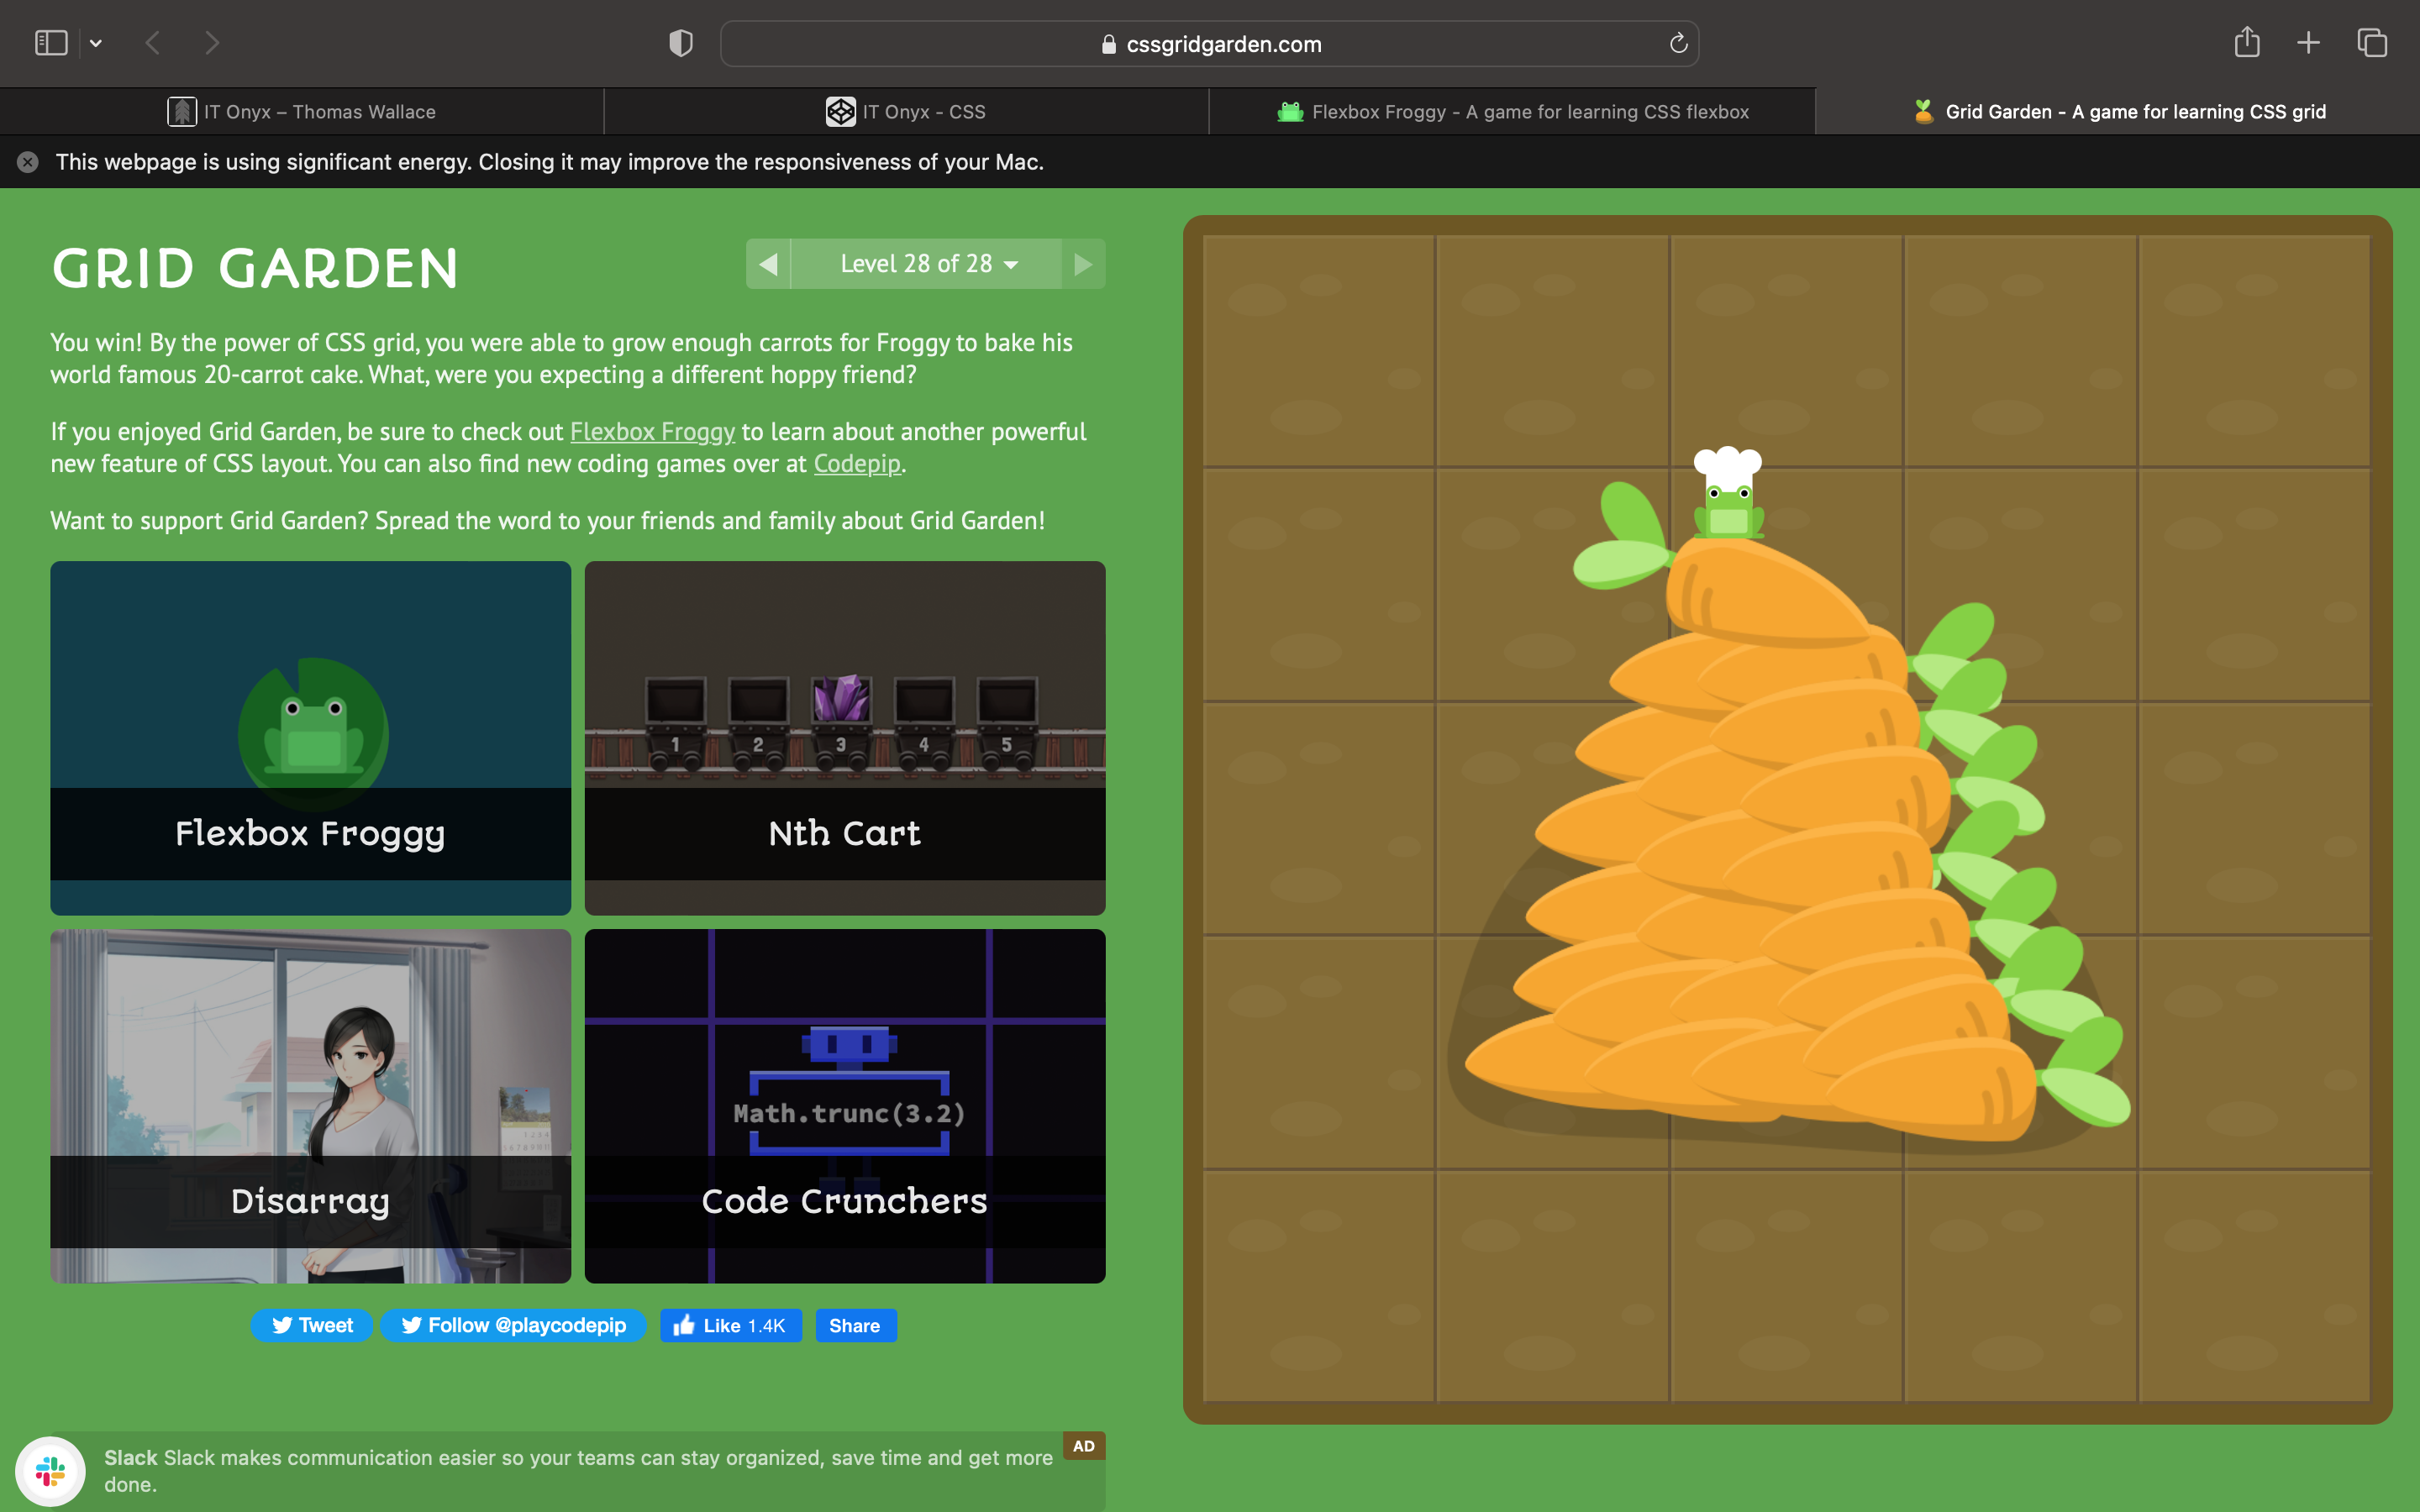 cssgridgarden.com
IT Onyx – Thomas Wallace
IT Onyx - CSS
Flexbox Froggy - A game for learning CSS flexbox
Grid Garden - A game for learning CSS grid
This webpage is using significant energy. Closing it may improve the responsiveness of your Mac.
GRID GARDEN
Level 28 of 28
You win! By the power of CSS grid, you were able to grow enough carrots for Froggy to bake his
world famous 20-carrot cake. What, were you expecting a different hoppy friend?
If you enjoyed Grid Garden, be sure to check out Flexbox Froggy to learn about another powerful
new feature of CSS layout. You can also find new coding games over at Codepip.
Want to support Grid Garden? Spread the word to your friends and family about Grid Garden!
Flexbox Froggy
1 2 3 4 5
Nth Cart
Disarray
Math.trunc(3.2)
Code Crunchers
Tweet
Follow @playcodepip
Like 1.4K
Share
AD
Slack Slack makes communication easier so your teams can stay organized, save time and get more
done.